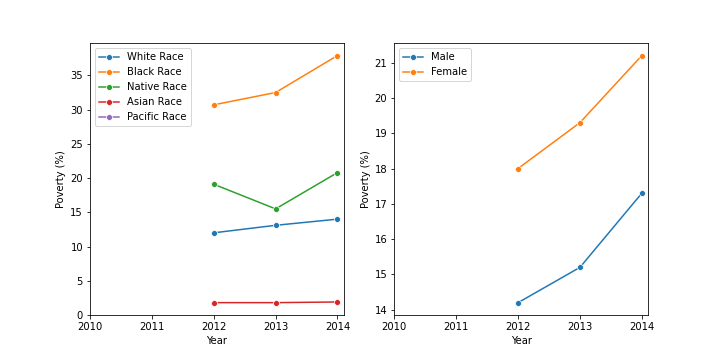 White Race
Black Race
Native Race
Asian Race
Pacific Race
Poverty (%)
35
30
25
20
15
10
5
0
2010 2011 2012 2013 2014
Year
Male
Female
Poverty (%)
21
20
19
18
17
16
15
14
2010 2011 2012 2013 2014
Year